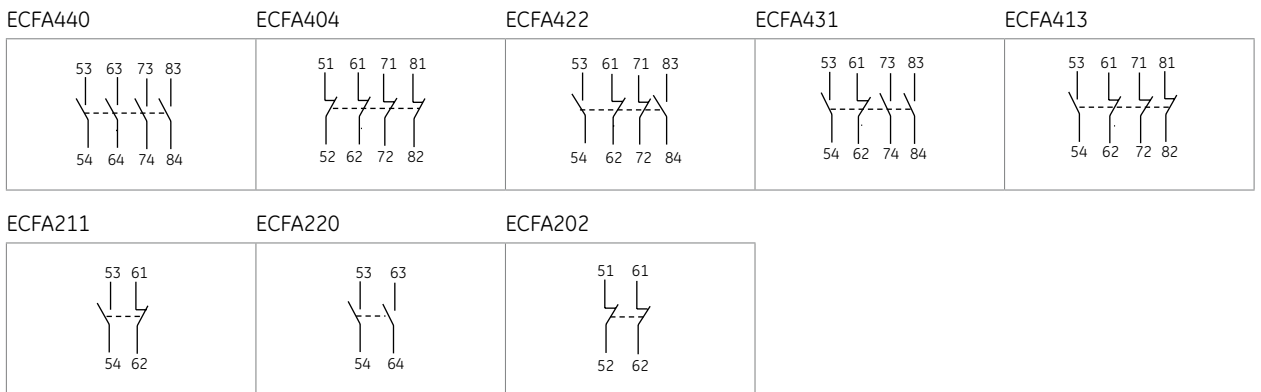 ECFA440 ECFA404 ECFA422 ECFA431 ECFA413
53 63 73 83 51 61 71 81 53 61 71 83 53 61 73 83 53 61 71 81
54 64 74 84 52 62 72 82 54 62 72 84 54 62 74 84 54 62 72 82
ECFA211 ECFA220 ECFA202
53 61 53 63 51 61
54 62 54 64 52 62